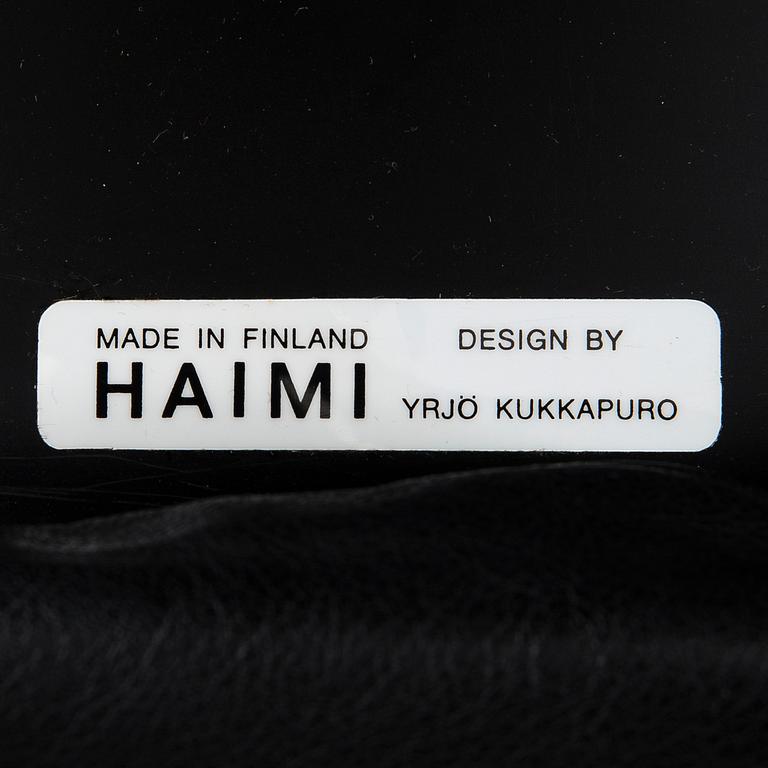 MADE IN FINLAND
HAIMI
DESIGN BY
YRJÖ KUKKAPURO